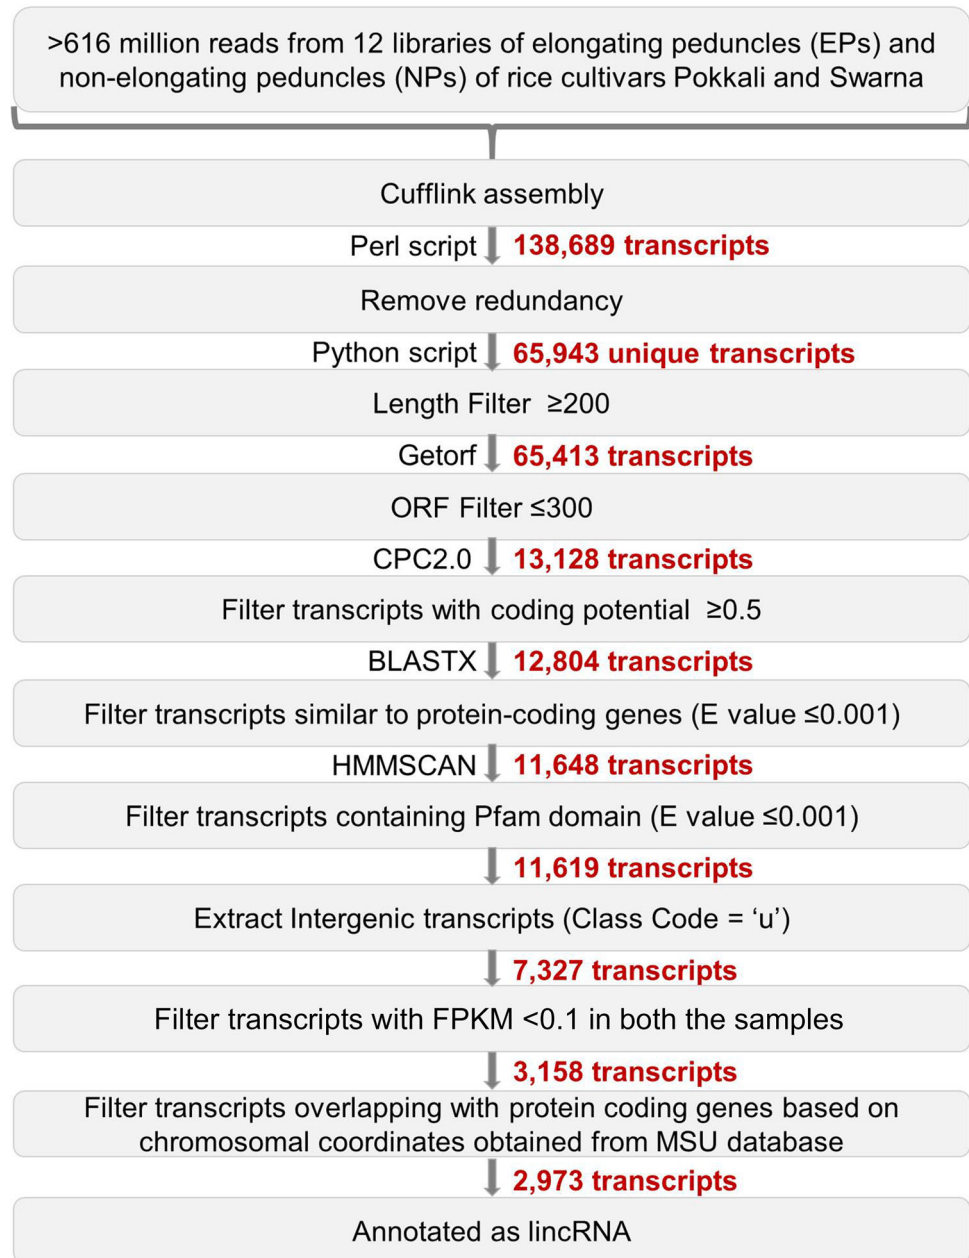 >616 million reads from 12 libraries of elongating peduncles (EPs) and
non-elongating peduncles (NPs) of rice cultivars Pokkali and Swarna
Cufflink assembly
Perl script 138,689 transcripts
Remove redundancy
Python script 65,943 unique transcripts
Length Filter ≥200
Getorf 65,413 transcripts
ORF Filter ≤300
CPC2.0 13,128 transcripts
Filter transcripts with coding potential ≥0.5
BLASTX 12,804 transcripts
Filter transcripts similar to protein-coding genes (E value ≤0.001)
HMMSCAN 11,648 transcripts
Filter transcripts containing Pfam domain (E value ≤0.001)
11,619 transcripts
Extract Intergenic transcripts (Class Code = ‘u’)
7,327 transcripts
Filter transcripts with FPKM <0.1 in both the samples
3,158 transcripts
Filter transcripts overlapping with protein coding genes based on
chromosomal coordinates obtained from MSU database
2,973 transcripts
Annotated as lincRNA